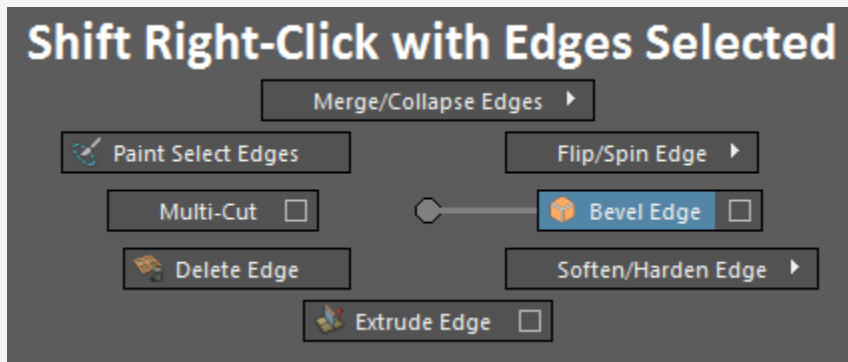 Shift Right-Click with Edges Selected
Merge/Collapse Edges
Paint Select Edges
Flip/Spin Edge
Multi-Cut
Bevel Edge
Delete Edge
Soften/Harden Edge
Extrude Edge